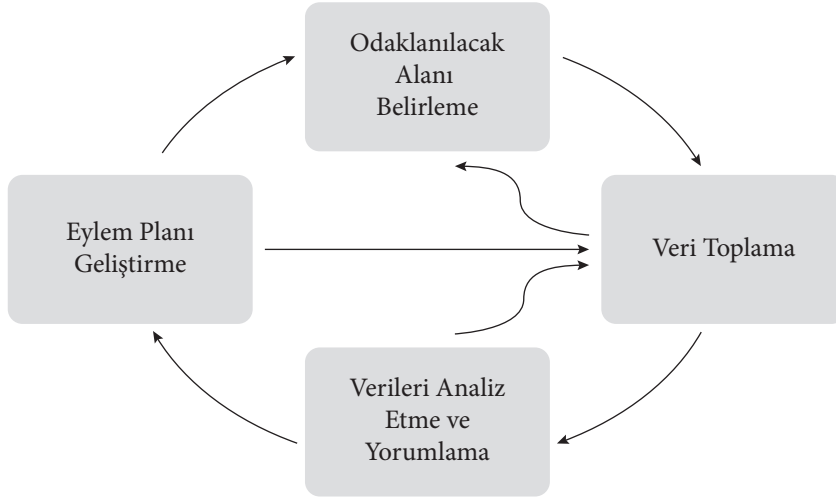 Odaklanılacak
Alanı
Belirleme
Eylem Planı
Geliştirme
Veri Toplama
Verileri Analiz
Etme ve
Yorumlama